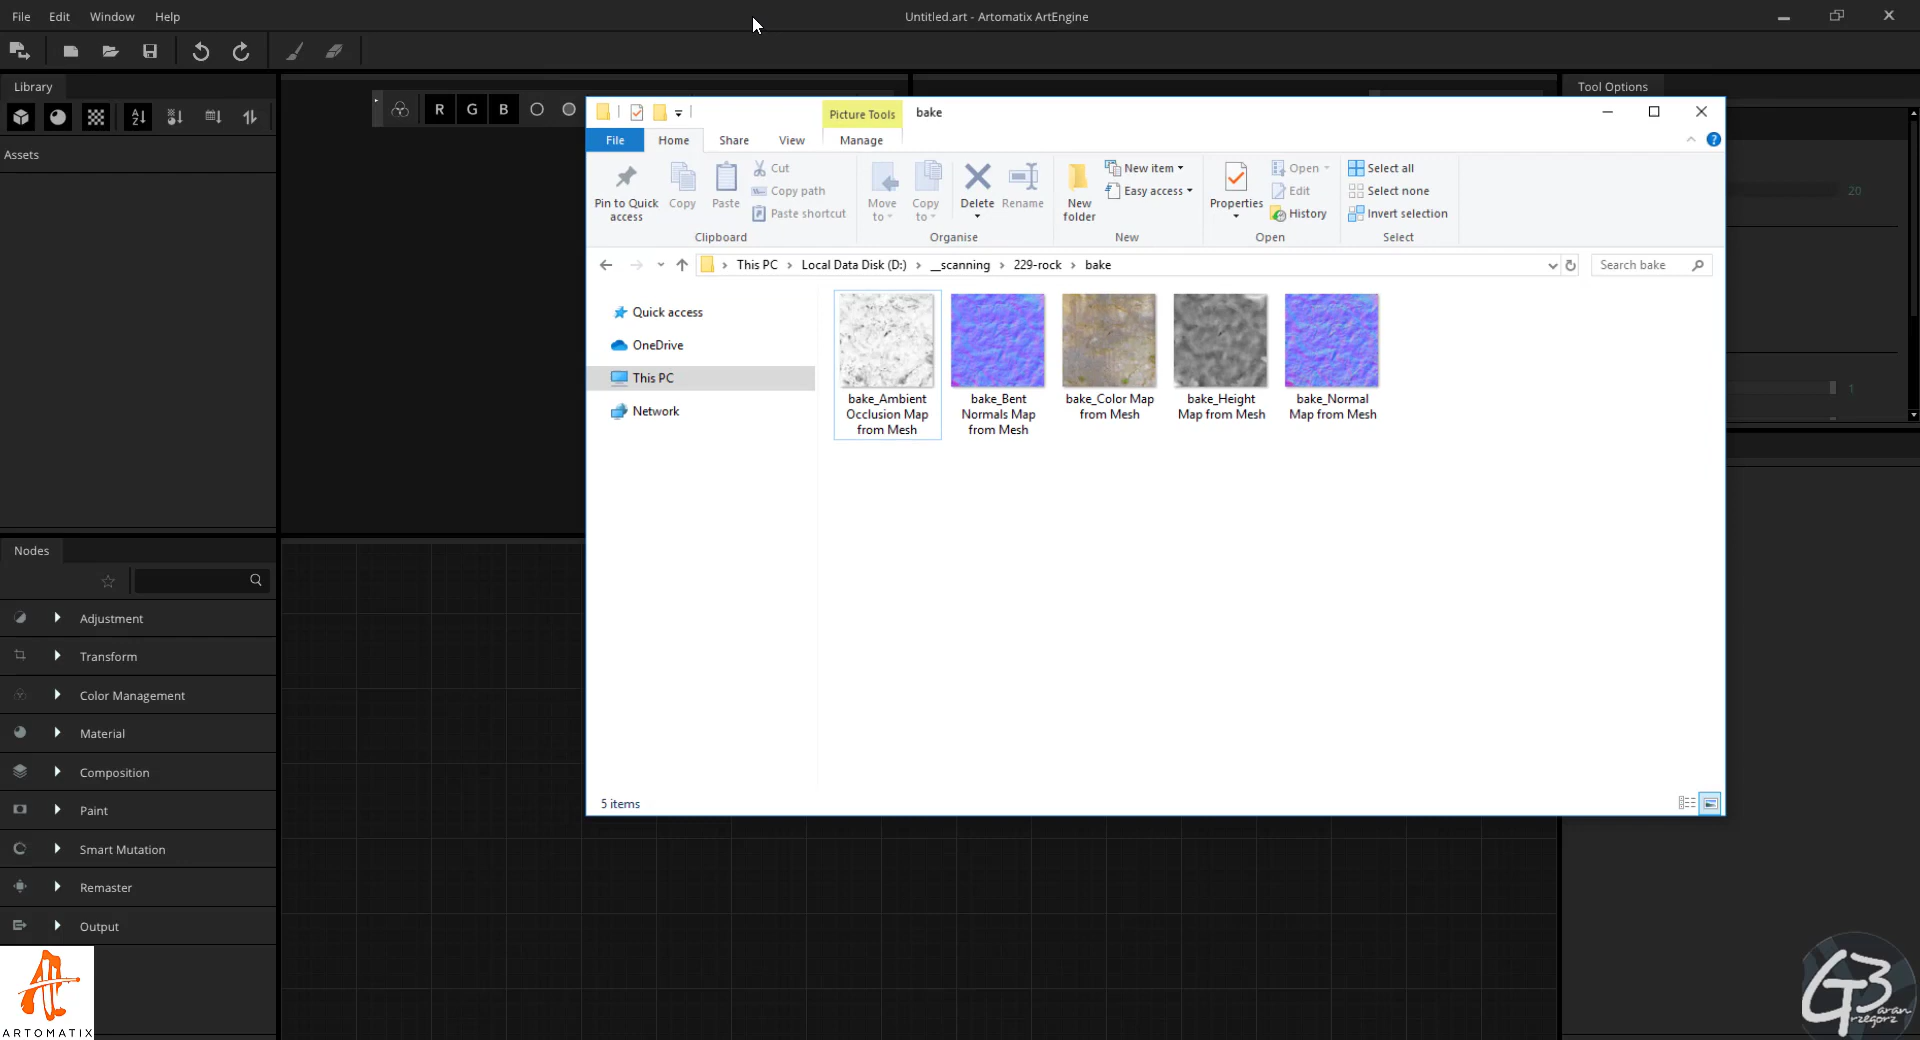 File Edit Window Help
Untitled.art - Artomatix ArtEngine
Library
Assets
R G B
Picture Tools
bake
File Home Share View Manage
Pin to Quick access
Copy
Paste
Cut
Copy path
Paste shortcut
Clipboard
Move to
Copy to
Delete
Rename
Organise
New folder
New item
Easy access
New
Properties
Open
Edit
History
Open
Select all
Select none
Invert selection
Select
This PC
Local Data Disk (D:)
__scanning
229-rock
bake
Search bake
Quick access
OneDrive
This PC
Network
bake_Ambient
Occlusion Map
from Mesh
bake_Bent
Normals Map
from Mesh
bake_Color Map
from Mesh
bake_Height
Map from Mesh
bake_Normal
Map from Mesh
5 items
Tool Options
20
1
Nodes
Adjustment
Transform
Color Management
Material
Composition
Paint
Smart Mutation
Remaster
Output
ARTOMATIX
G3
aran
rzegorz